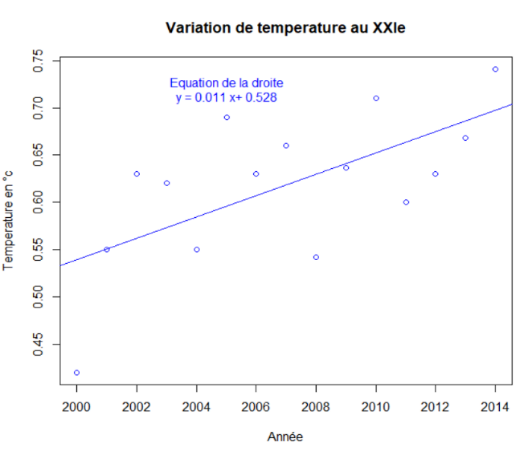 Variation de temperature au XXIe
Equation de la droite
y = 0.011 x+ 0.528
Temperature en °c
0.75
0.70
0.65
0.60
0.55
0.50
0.45
2000 2002 2004 2006 2008 2010 2012 2014
Année